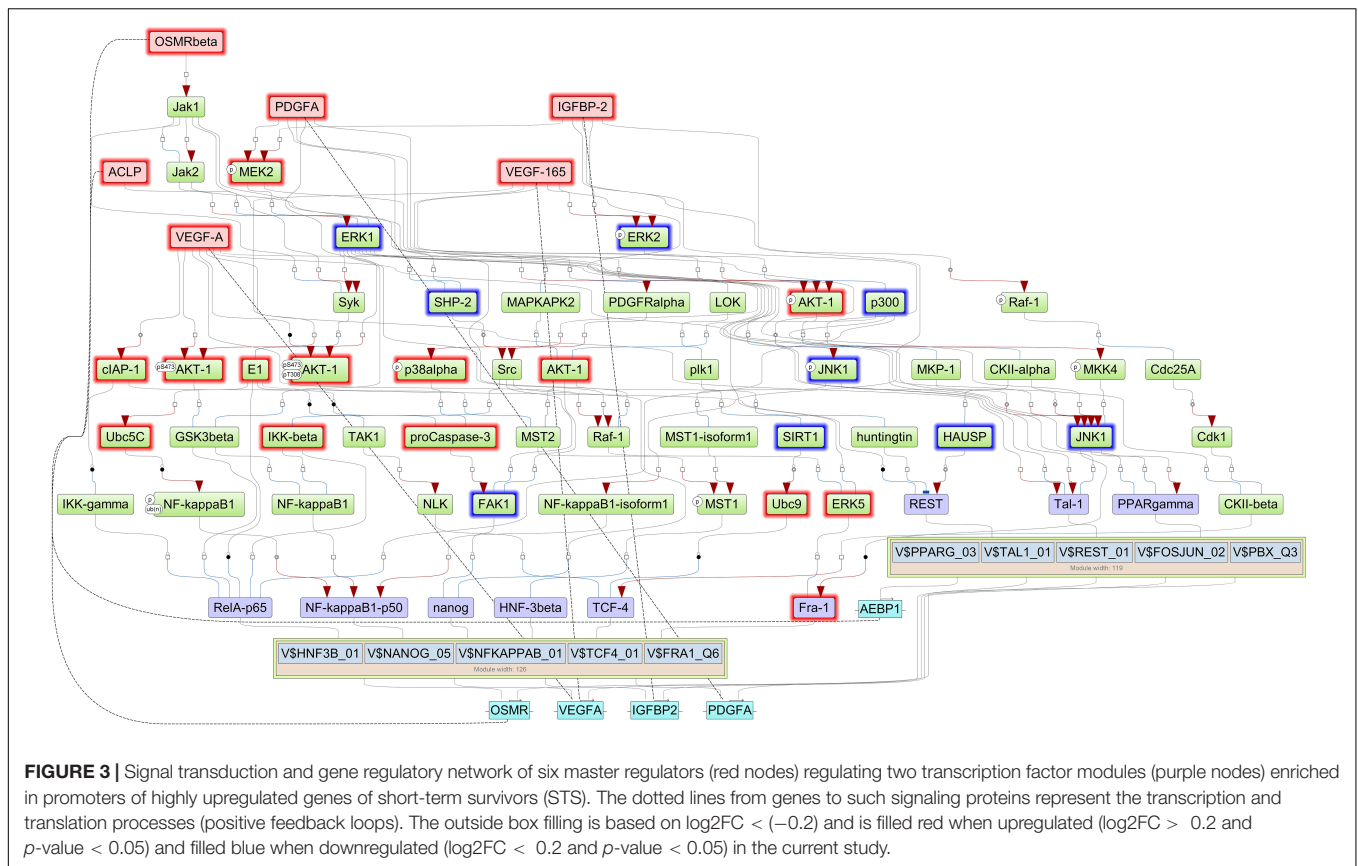 OSMRbeta
Jak1 PDGFA IGFBP-2
ACLP Jak2 p MEK2 VEGF-165
VEGF-A ERK1 p ERK2
Syk SHP-2 MAPKAPK2 PDGFRalpha LOK p AKT-1 p300 p Raf-1
cIAP-1 pS473 AKT-1 E1 pS473 pT308 AKT-1 p p38alpha Src AKT-1 plk1 p JNK1 MKP-1 CKII-alpha p MKK4 Cdc25A
Ubc5C GSK3beta IKK-beta TAK1 proCaspase-3 MST2 Raf-1 MST1-isoform1 SIRT1 huntingtin HAUSP JNK1 Cdk1
IKK-gamma p ub(n) NF-kappaB1 NF-kappaB1 NLK FAK1 NF-kappaB1-isoform1 p MST1 Ubc9 ERK5 REST Tal-1 PPARgamma CKII-beta
V$PPARG_03 V$TAL1_01 V$REST_01 V$FOSJUN_02 V$PBX_Q3
Module width: 119
RelA-p65 NF-kappaB1-p50 nanog HNF-3beta TCF-4 Fra-1 AEBP1
V$HNF3B_01 V$NANOG_05 V$NFKAPPAB_01 V$TCF4_01 V$FRA1_Q6
Module width: 126
OSMR VEGFA IGFBP2 PDGFA
FIGURE 3 | Signal transduction and gene regulatory network of six master regulators (red nodes) regulating two transcription factor modules (purple nodes) enriched
in promoters of highly upregulated genes of short-term survivors (STS). The dotted lines from genes to such signaling proteins represent the transcription and
translation processes (positive feedback loops). The outside box filling is based on log2FC < (−0.2) and is filled red when upregulated (log2FC > 0.2 and
p-value < 0.05) and filled blue when downregulated (log2FC < 0.2 and p-value < 0.05) in the current study.